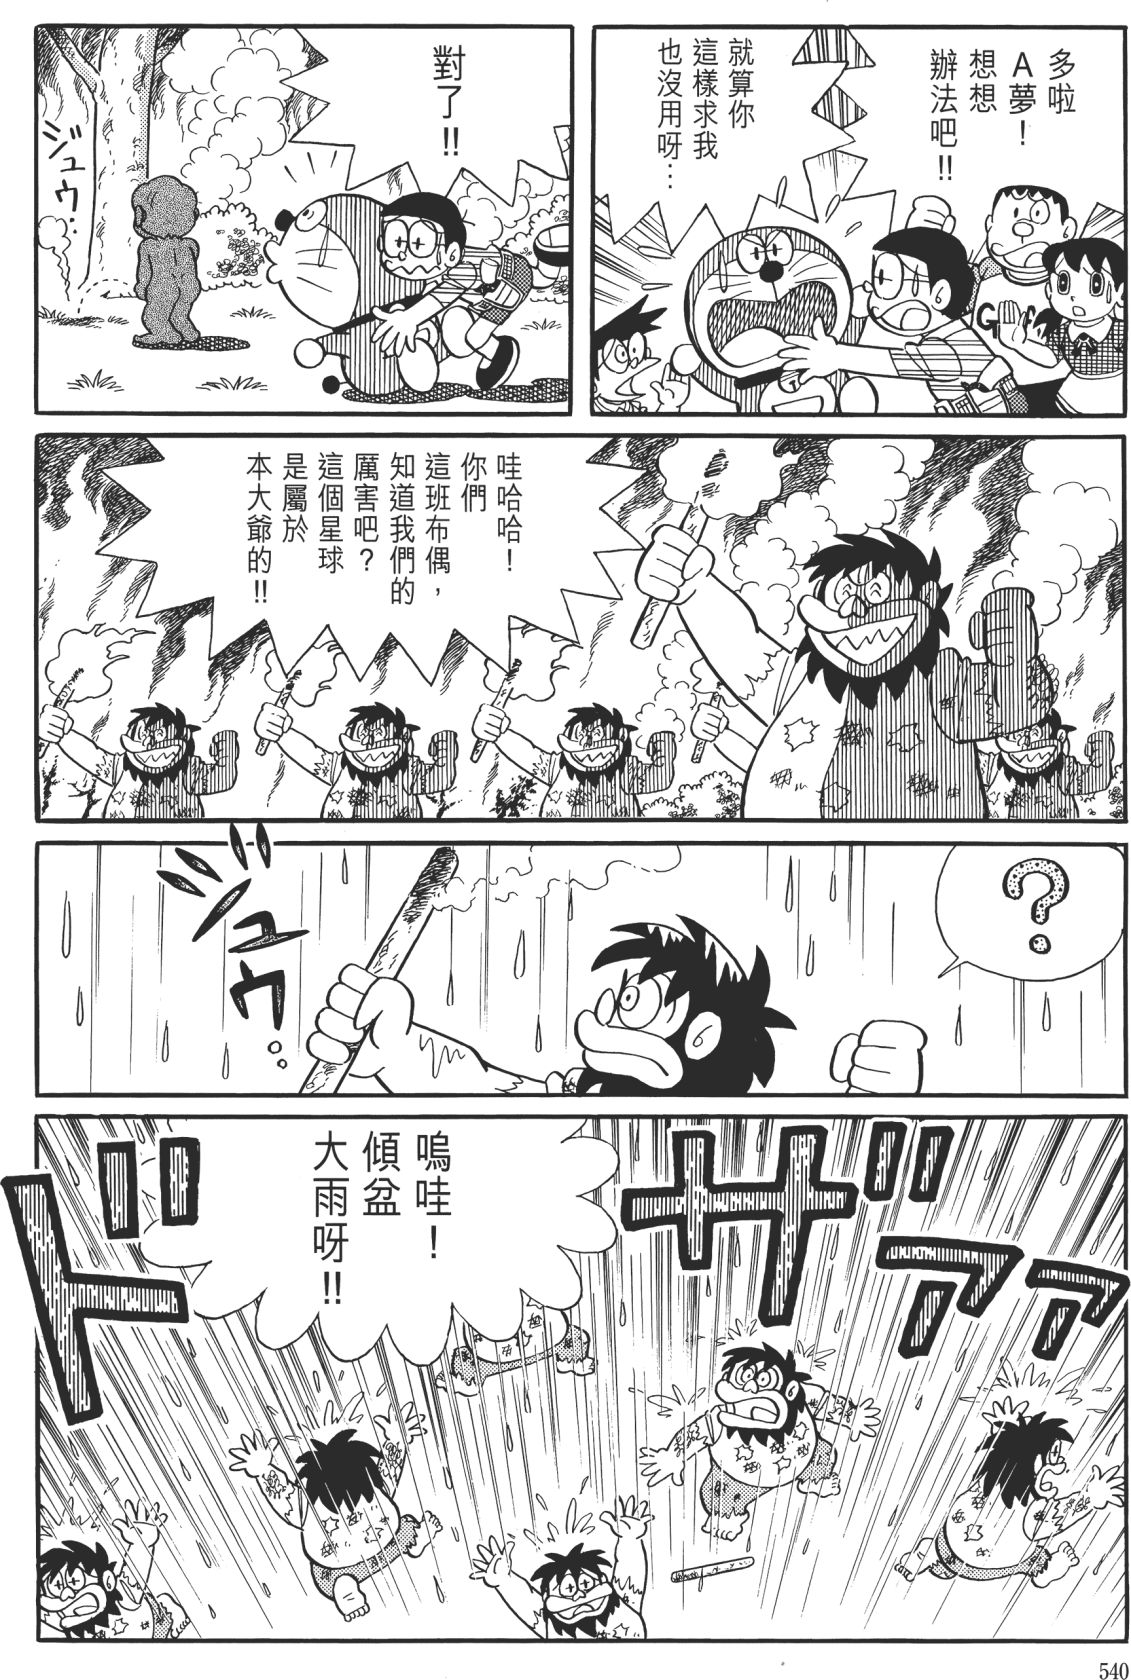 多啦
A夢！
想想
辦法吧!!
就算你
這樣求我
也沒用呀…
G
f
對了!!
ジュウ…
哇哈哈！
你們
這班布偶，
知道我們的
厲害吧？
這個星球
是屬於
本大爺的!!
？
ジュウ。
ザアア
嗚哇！
傾盆
大雨呀!!
ド
540